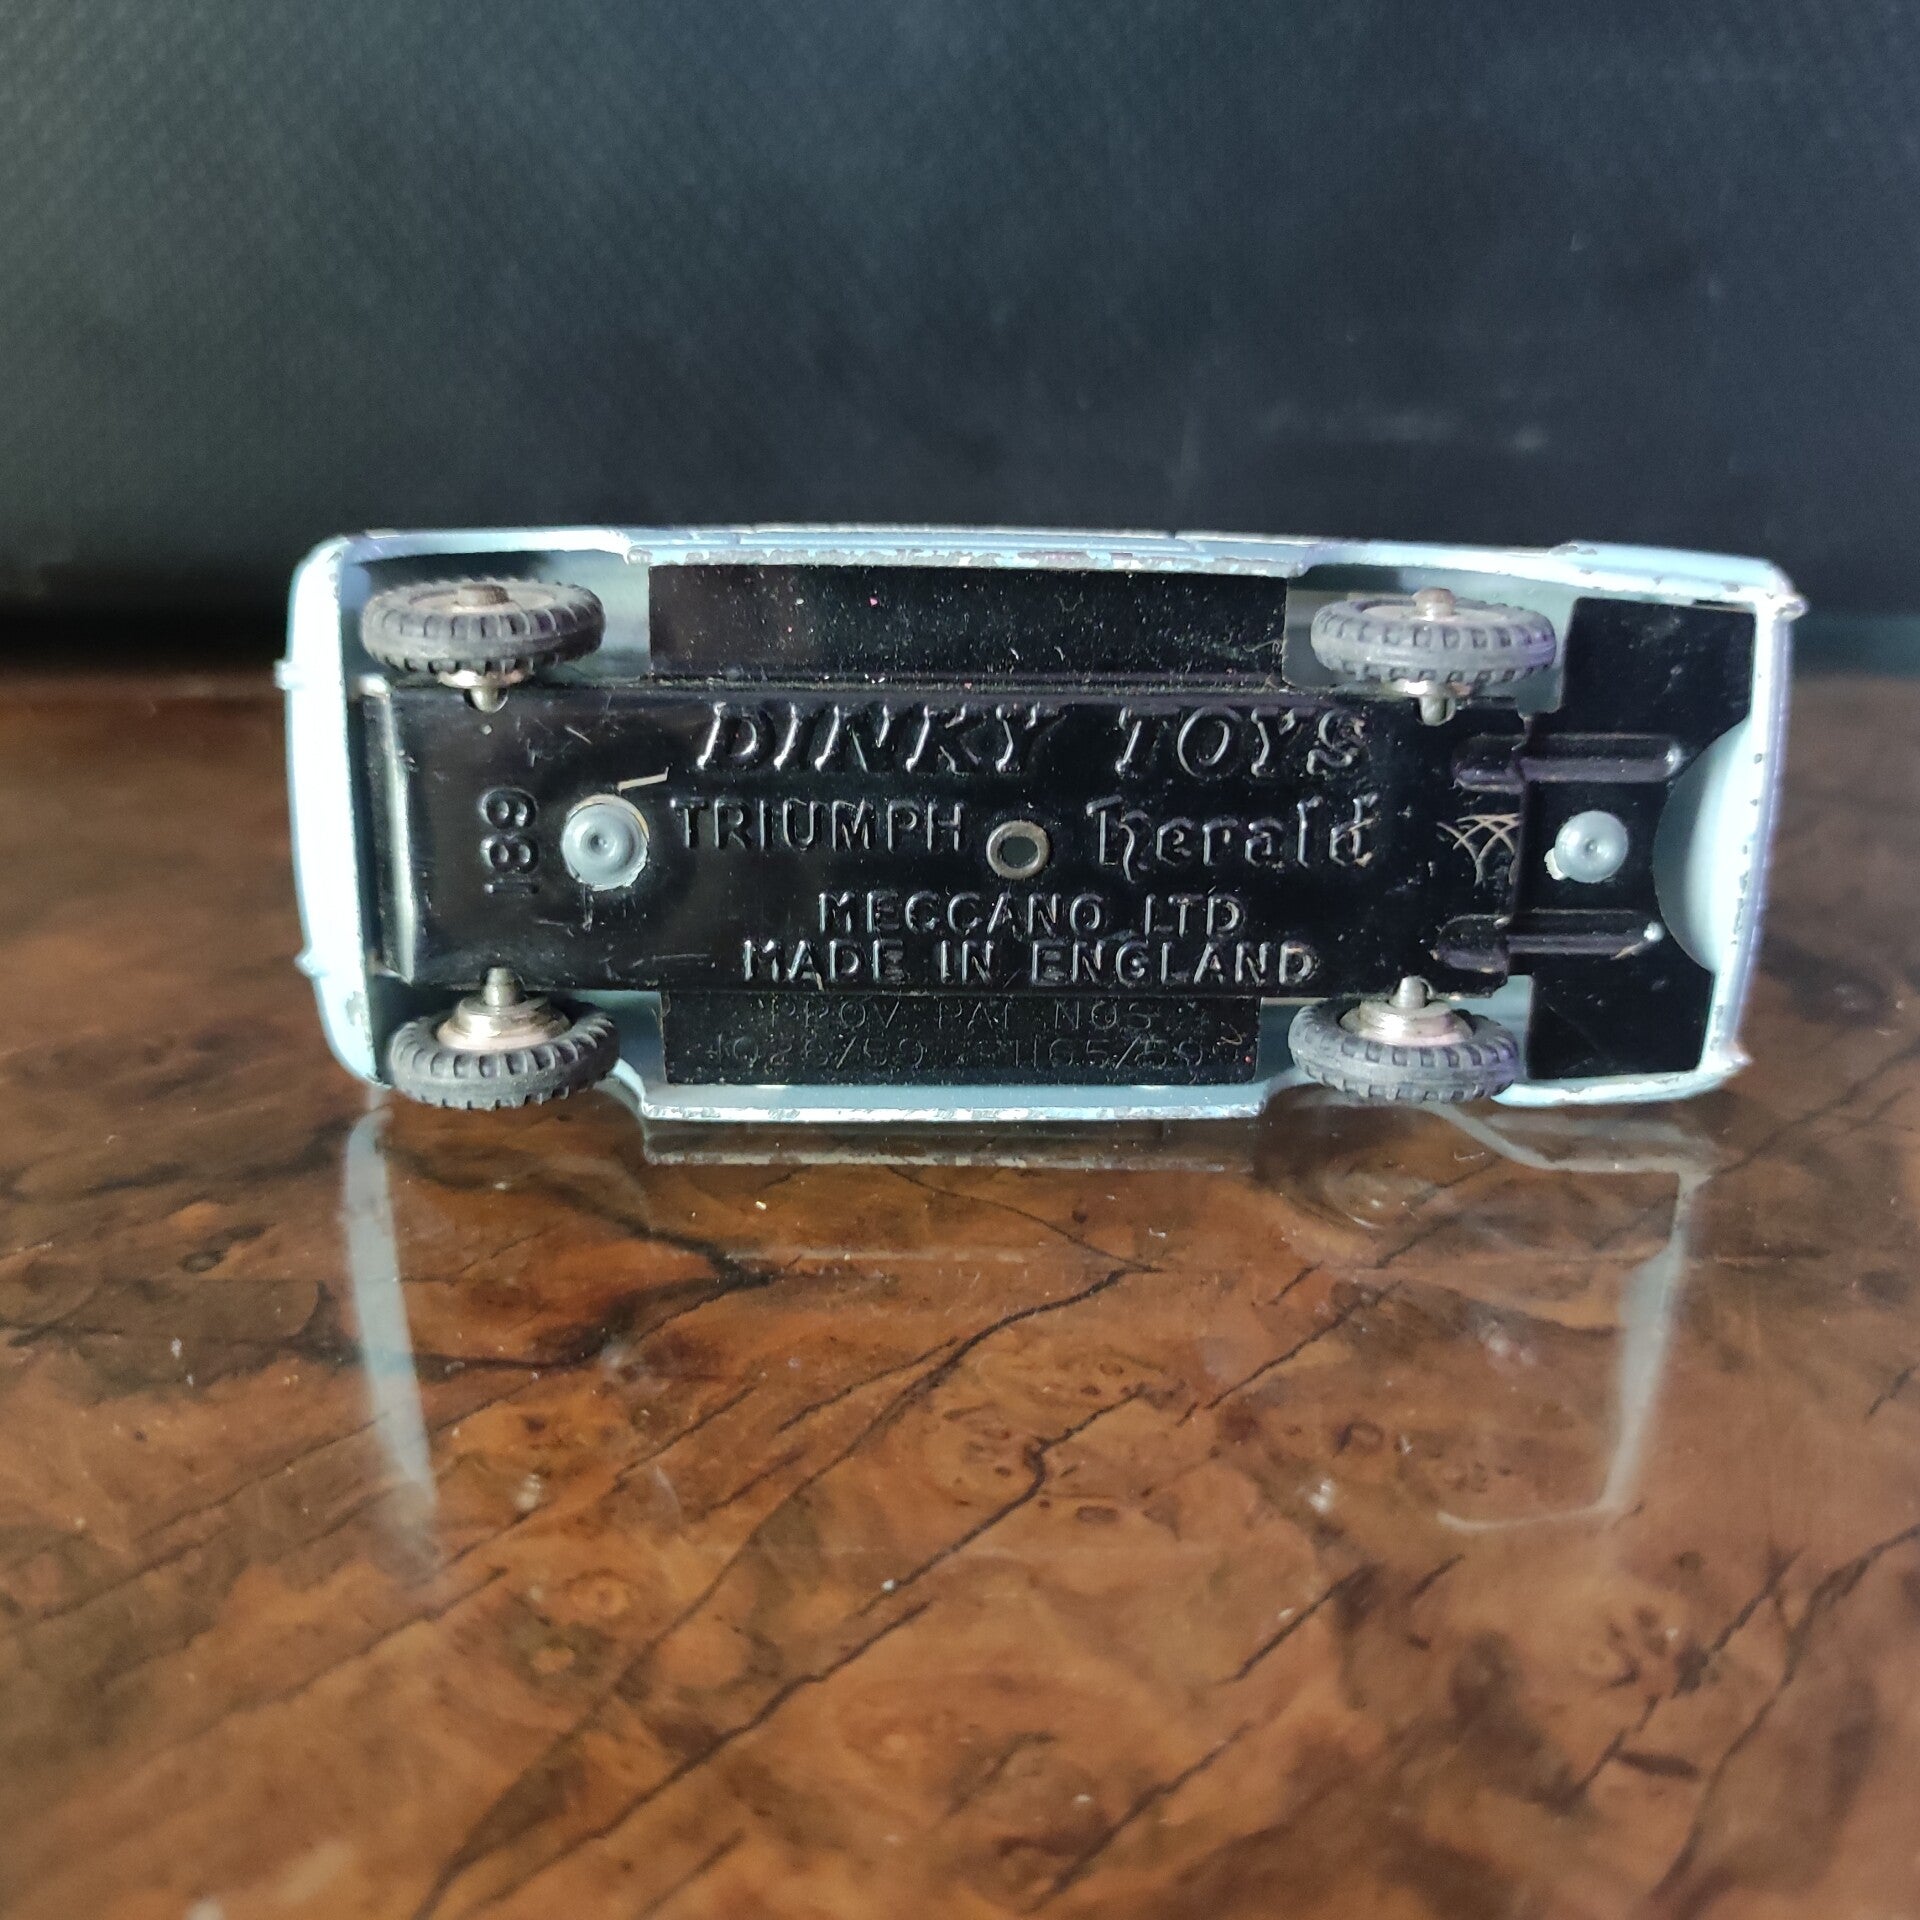 DINKY TOYS
189
TRIUMPH herald
MECCANO LTD
MADE IN ENGLAND
PROV PAT NOS